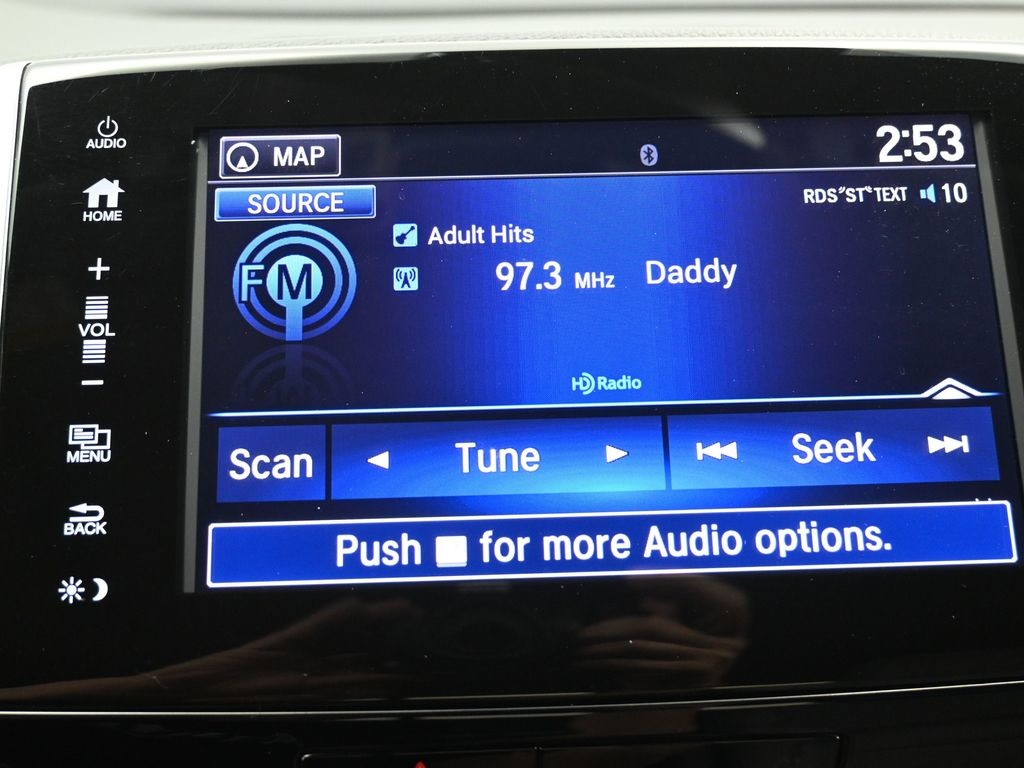 AUDIO
MAP
2:53
HOME
SOURCE
RDS ST TEXT 10
FM
Adult Hits
97.3 MHz Daddy
+
VOL
−
HD Radio
MENU
Scan
Tune
Seek
BACK
Push for more Audio options.